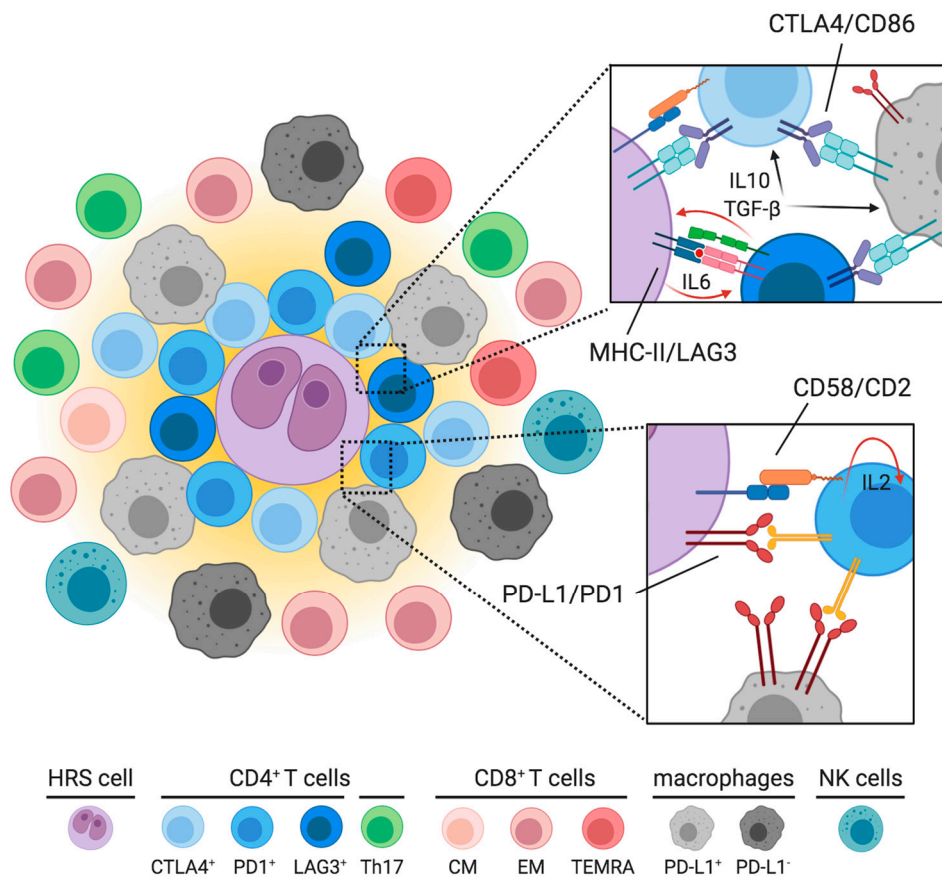 CTLA4/CD86
IL10
TGF-β
IL6
MHC-II/LAG3
CD58/CD2
IL2
PD-L1/PD1
HRS cell
CD4⁺ T cells
CD8⁺ T cells
macrophages
NK cells
CTLA4⁺
PD1⁺
LAG3⁺
Th17
CM
EM
TEMRA
PD-L1⁺
PD-L1⁻